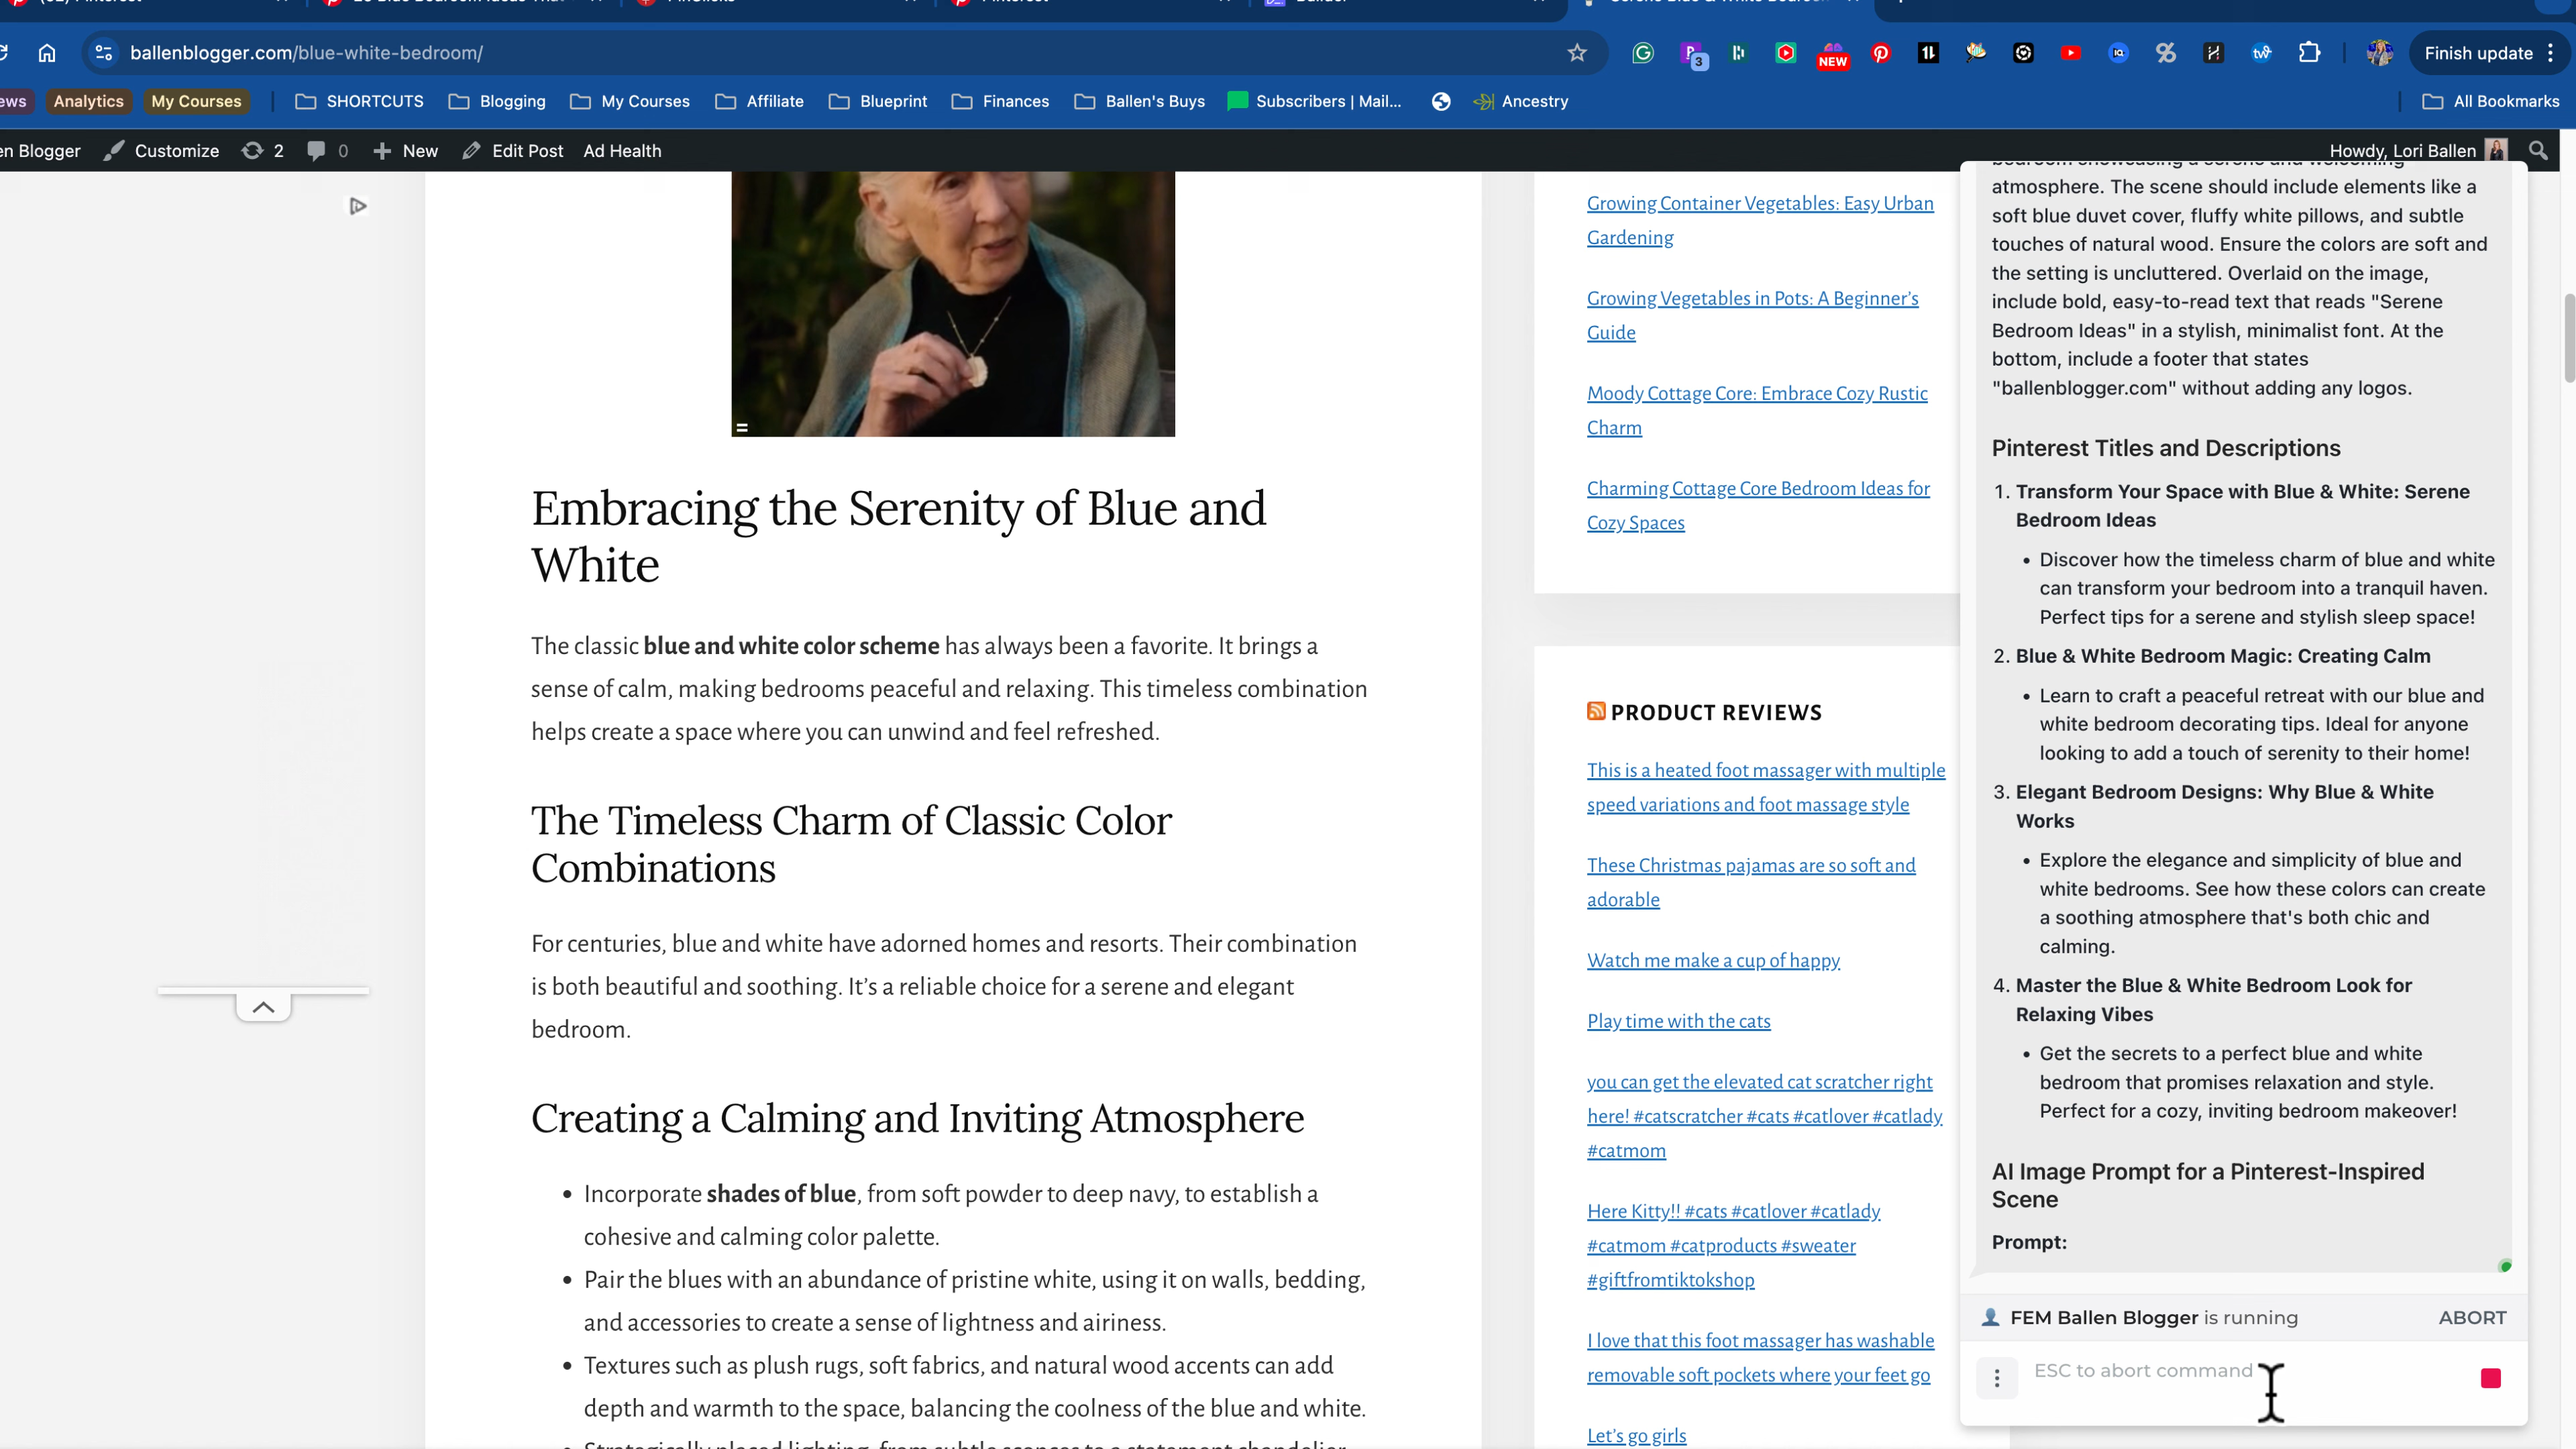 ballenblogger.com/blue-white-bedroom/
3
NEW
Finish update
ews
Analytics
My Courses
SHORTCUTS
Blogging
My Courses
Affiliate
Blueprint
Finances
Ballen's Buys
Subscribers | Mail...
Ancestry
All Bookmarks
en Blogger
Customize
2
0
New
Edit Post
Ad Health
Howdy, Lori Ballen
Embracing the Serenity of Blue and
White
The classic blue and white color scheme has always been a favorite. It brings a
sense of calm, making bedrooms peaceful and relaxing. This timeless combination
helps create a space where you can unwind and feel refreshed.
The Timeless Charm of Classic Color
Combinations
For centuries, blue and white have adorned homes and resorts. Their combination
is both beautiful and soothing. It’s a reliable choice for a serene and elegant
bedroom.
Creating a Calming and Inviting Atmosphere
• Incorporate shades of blue, from soft powder to deep navy, to establish a
cohesive and calming color palette.
• Pair the blues with an abundance of pristine white, using it on walls, bedding,
and accessories to create a sense of lightness and airiness.
• Textures such as plush rugs, soft fabrics, and natural wood accents can add
depth and warmth to the space, balancing the coolness of the blue and white.
Growing Container Vegetables: Easy Urban
Gardening
Growing Vegetables in Pots: A Beginner’s
Guide
Moody Cottage Core: Embrace Cozy Rustic
Charm
Charming Cottage Core Bedroom Ideas for
Cozy Spaces
PRODUCT REVIEWS
This is a heated foot massager with multiple
speed variations and foot massage style
These Christmas pajamas are so soft and
adorable
Watch me make a cup of happy
Play time with the cats
you can get the elevated cat scratcher right
here! #catscratcher #cats #catlover #catlady
#catmom
Here Kitty!! #cats #catlover #catlady
#catmom #catproducts #sweater
#giftfromtiktokshop
I love that this foot massager has washable
removable soft pockets where your feet go
Let’s go girls
bedroom showcasing a serene and welcoming
atmosphere. The scene should include elements like a
soft blue duvet cover, fluffy white pillows, and subtle
touches of natural wood. Ensure the colors are soft and
the setting is uncluttered. Overlaid on the image,
include bold, easy-to-read text that reads "Serene
Bedroom Ideas" in a stylish, minimalist font. At the
bottom, include a footer that states
"ballenblogger.com" without adding any logos.
Pinterest Titles and Descriptions
1. Transform Your Space with Blue & White: Serene
Bedroom Ideas
• Discover how the timeless charm of blue and white
can transform your bedroom into a tranquil haven.
Perfect tips for a serene and stylish sleep space!
2. Blue & White Bedroom Magic: Creating Calm
• Learn to craft a peaceful retreat with our blue and
white bedroom decorating tips. Ideal for anyone
looking to add a touch of serenity to their home!
3. Elegant Bedroom Designs: Why Blue & White
Works
• Explore the elegance and simplicity of blue and
white bedrooms. See how these colors can create
a soothing atmosphere that's both chic and
calming.
4. Master the Blue & White Bedroom Look for
Relaxing Vibes
• Get the secrets to a perfect blue and white
bedroom that promises relaxation and style.
Perfect for a cozy, inviting bedroom makeover!
AI Image Prompt for a Pinterest-Inspired
Scene
Prompt:
FEM Ballen Blogger is running
ABORT
ESC to abort command